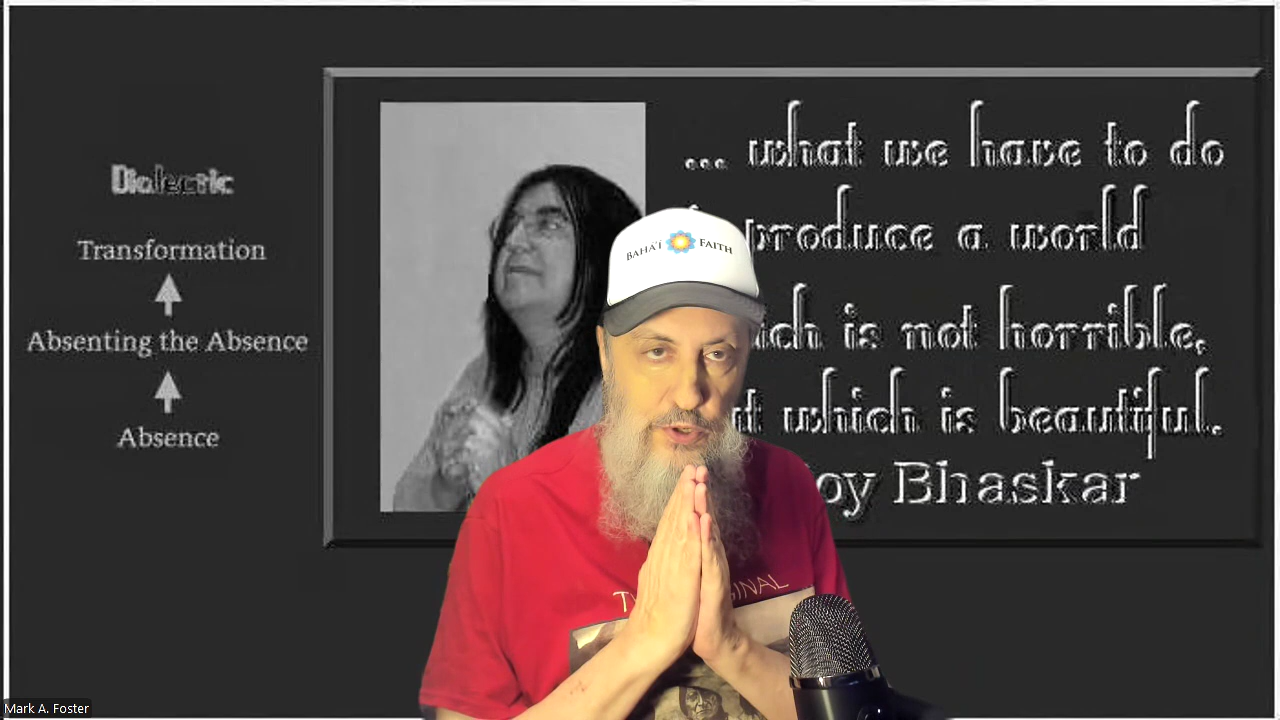 Dialectic
Transformation
Absenting the Absence
Absence
... what we have to do
produce a world
is not horrible,
which is beautiful.
Bhaskar
BAHA'I FAITH
Mark A. Foster